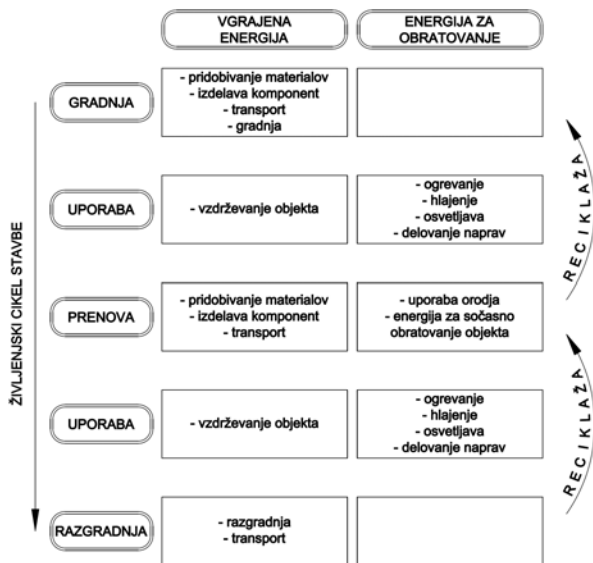 VGRAJENA
ENERGIJA
ENERGIJA ZA
OBRATOVANJE
GRADNJA
- pridobivanje materialov
- izdelava komponent
- transport
- gradnja
UPORABA
- vzdrževanje objekta
- ogrevanje
- hlajenje
- osvetljava
- delovanje naprav
PRENOVA
- pridobivanje materialov
- izdelava komponent
- transport
- uporaba orodja
- energija za sočasno
obratovanje objekta
UPORABA
- vzdrževanje objekta
- ogrevanje
- hlajenje
- osvetljava
- delovanje naprav
RAZGRADNJA
- razgradnja
- transport
ŽIVLJENJSKI CIKEL STAVBE
RECIKLAŽA
RECIKLAŽA